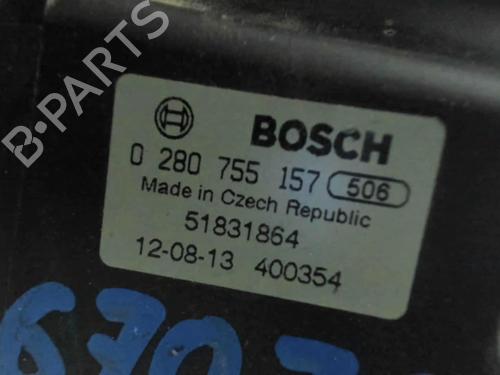 B-PARTS
BOSCH
0 280 755 157 506
Made in Czech Republic
51831864
12-08-13 400354